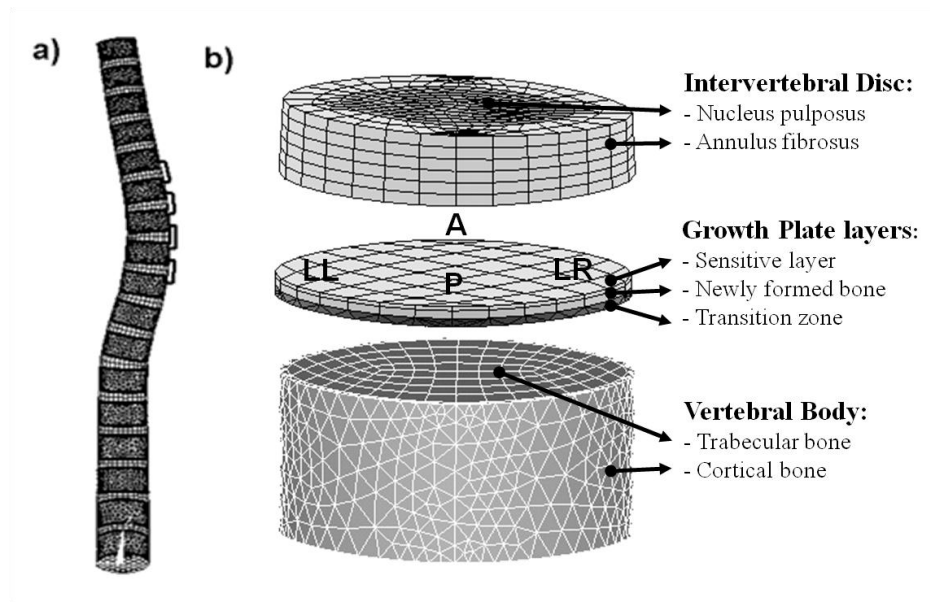 a)
b)
Intervertebral Disc:
- Nucleus pulposus
- Annulus fibrosus
A
LL
LR
P
Growth Plate layers:
- Sensitive layer
- Newly formed bone
- Transition zone
Vertebral Body:
- Trabecular bone
- Cortical bone